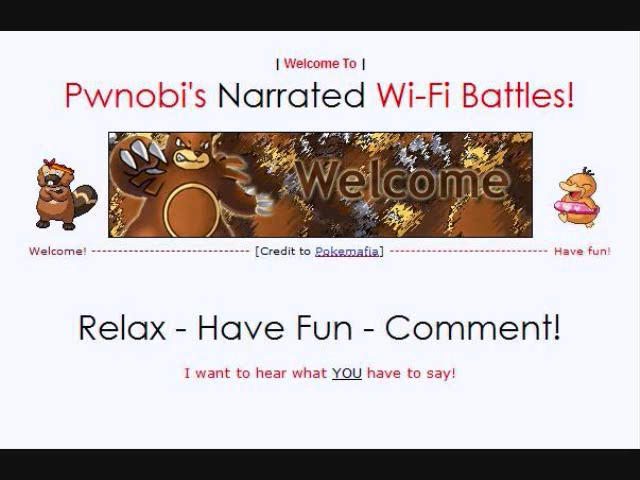 | Welcome To |
Pwnobi's Narrated Wi-Fi Battles!
Welcome
Welcome! [Credit to Pokemafia] Have fun!
Relax - Have Fun - Comment!
I want to hear what YOU have to say!